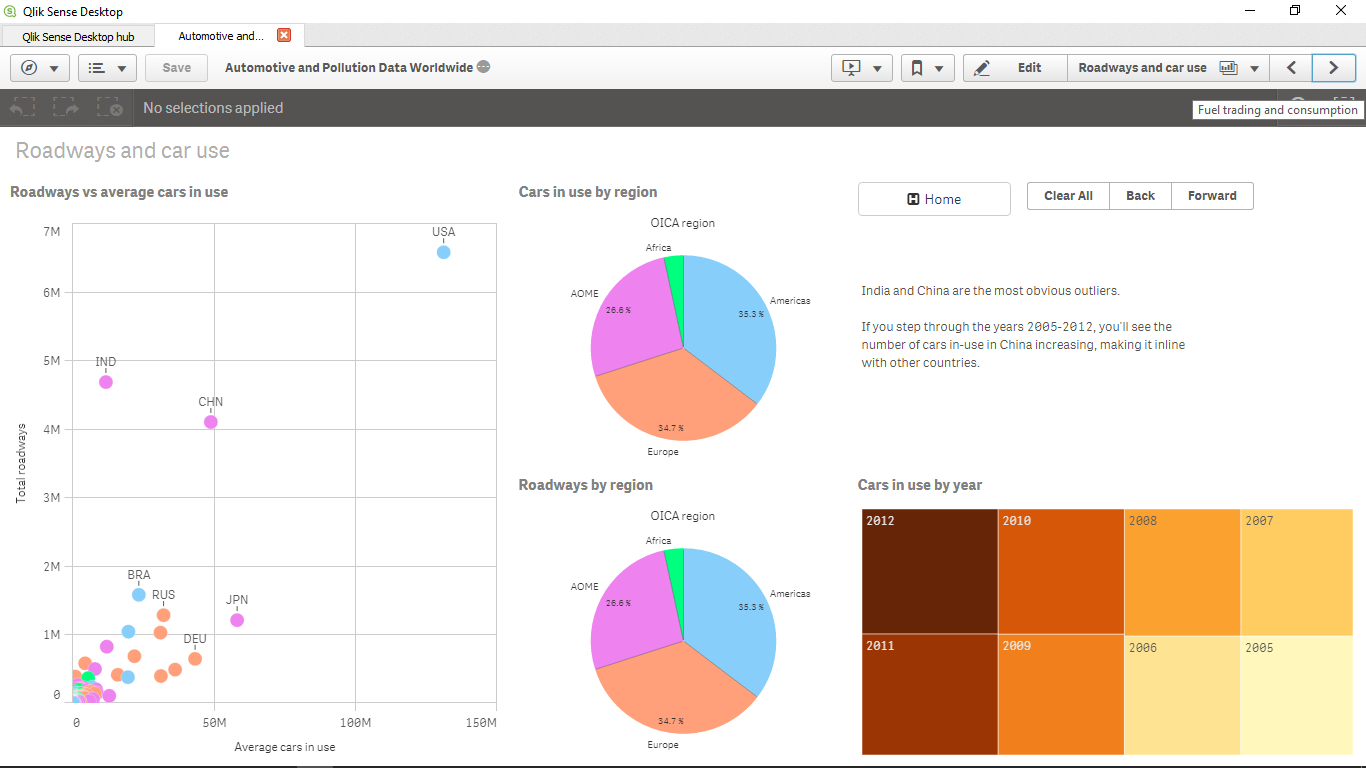 Qlik Sense Desktop
Qlik Sense Desktop hub
Automotive and...
Save
Automotive and Pollution Data Worldwide
Edit
Roadways and car use
No selections applied
Fuel trading and consumption
Roadways and car use
Roadways vs average cars in use
7M
6M
5M
4M
3M
2M
1M
0
Total roadways
USA
IND
CHN
BRA
RUS
JPN
DEU
0
50M
100M
150M
Average cars in use
Cars in use by region
OICA region
Africa
AOME
26.6 %
Americas
35.3 %
34.7 %
Europe
Roadways by region
OICA region
Africa
AOME
26.6 %
Americas
35.3 %
34.7 %
Europe
Home
Clear All
Back
Forward
India and China are the most obvious outliers.
If you step through the years 2005-2012, you'll see the
number of cars in-use in China increasing, making it inline
with other countries.
Cars in use by year
2012
2010
2008
2007
2011
2009
2006
2005